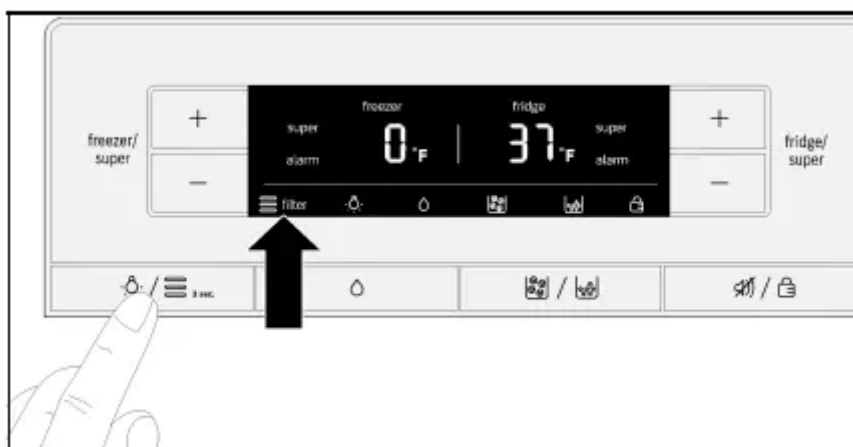 freezer fridge
super 0°F 37°F super
alarm alarm
freezer/
super
+
−
+
−
fridge/
super
filter
/ 3 sec.
/
/